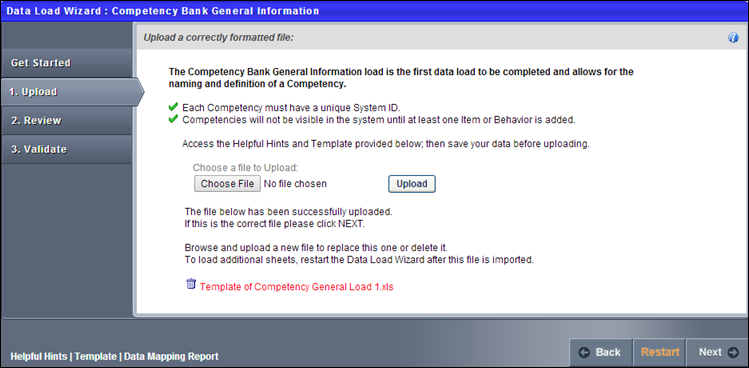 Data Load Wizard : Competency Bank General Information
Upload a correctly formatted file:
Get Started
1. Upload
2. Review
3. Validate
The Competency Bank General Information load is the first data load to be completed and allows for the
naming and definition of a Competency.
Each Competency must have a unique System ID.
Competencies will not be visible in the system until at least one Item or Behavior is added.
Access the Helpful Hints and Template provided below; then save your data before uploading.
Choose a file to Upload:
Choose File No file chosen Upload
The file below has been successfully uploaded.
If this is the correct file please click NEXT.
Browse and upload a new file to replace this one or delete it.
To load additional sheets, restart the Data Load Wizard after this file is imported.
Template of Competency General Load 1.xls
Helpful Hints | Template | Data Mapping Report
Back Restart Next